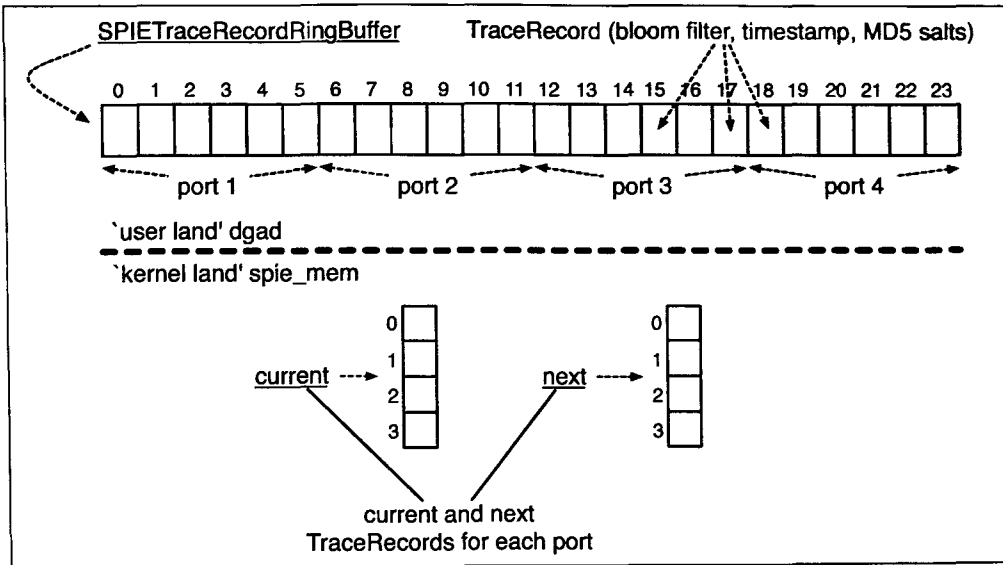 SPIETraceRecordRingBuffer TraceRecord (bloom filter, timestamp, MD5 salts)
0 1 2 3 4 5 6 7 8 9 10 11 12 13 14 15 16 17 18 19 20 21 22 23
port 1 port 2 port 3 port 4
`user land' dgad
`kernel land' spie_mem
0 0
1 1
current next
2 2
3 3
current and next
TraceRecords for each port